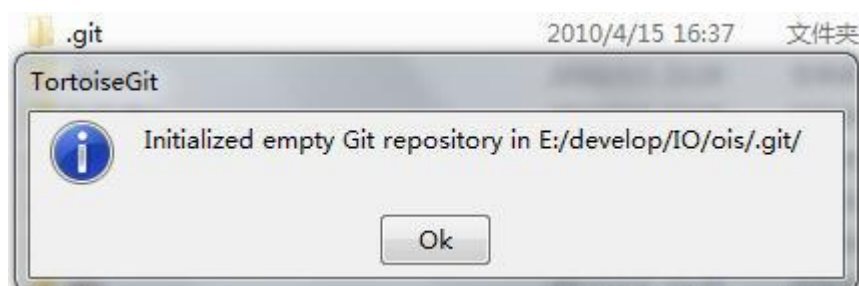 .git 2010/4/15 16:37 文件夹
TortoiseGit
Initialized empty Git repository in E:/develop/IO/ois/.git/
Ok